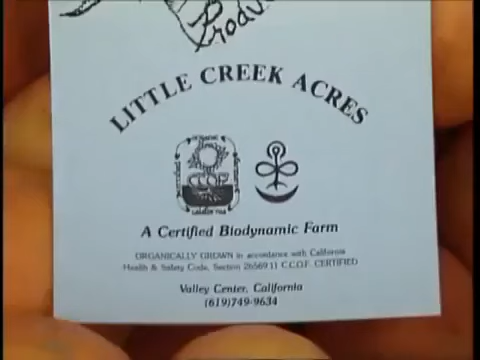 LITTLE CREEK ACRES
CCOF
A Certified Biodynamic Farm
ORGANICALLY GROWN in accordance with California
Health & Safety Code, Section 26569.11 C.C.O.F. CERTIFIED
Valley Center, California
(619)749-9634